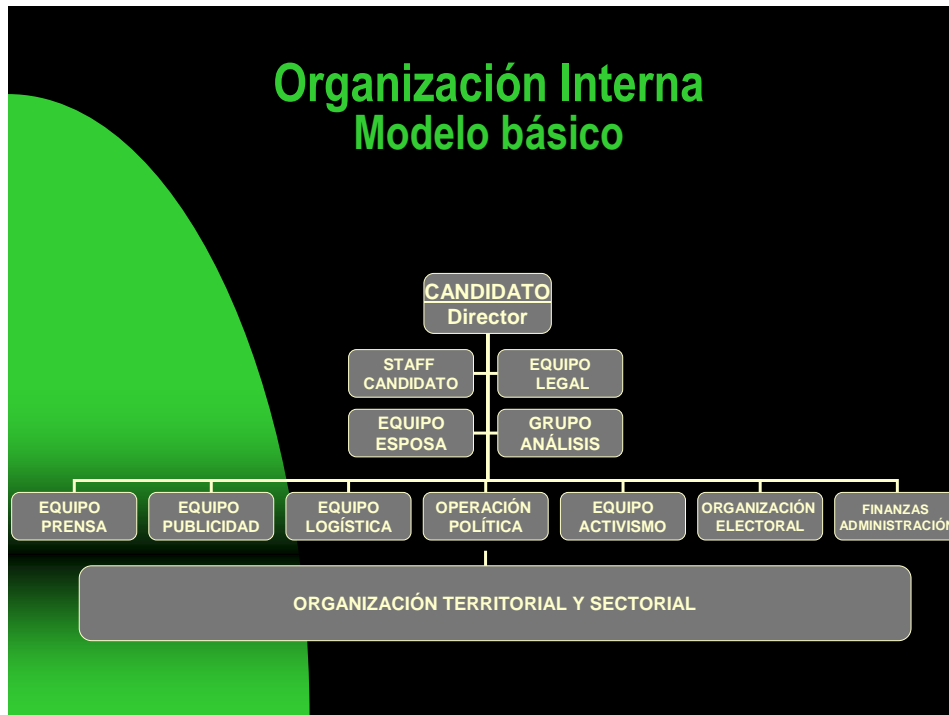 Organización Interna
Modelo básico
CANDIDATO
Director
STAFF
CANDIDATO
EQUIPO
LEGAL
EQUIPO
ESPOSA
GRUPO
ANÁLISIS
EQUIPO
PRENSA
EQUIPO
PUBLICIDAD
EQUIPO
LOGÍSTICA
OPERACIÓN
POLÍTICA
EQUIPO
ACTIVISMO
ORGANIZACIÓN
ELECTORAL
FINANZAS
ADMINISTRACIÓN
ORGANIZACIÓN TERRITORIAL Y SECTORIAL